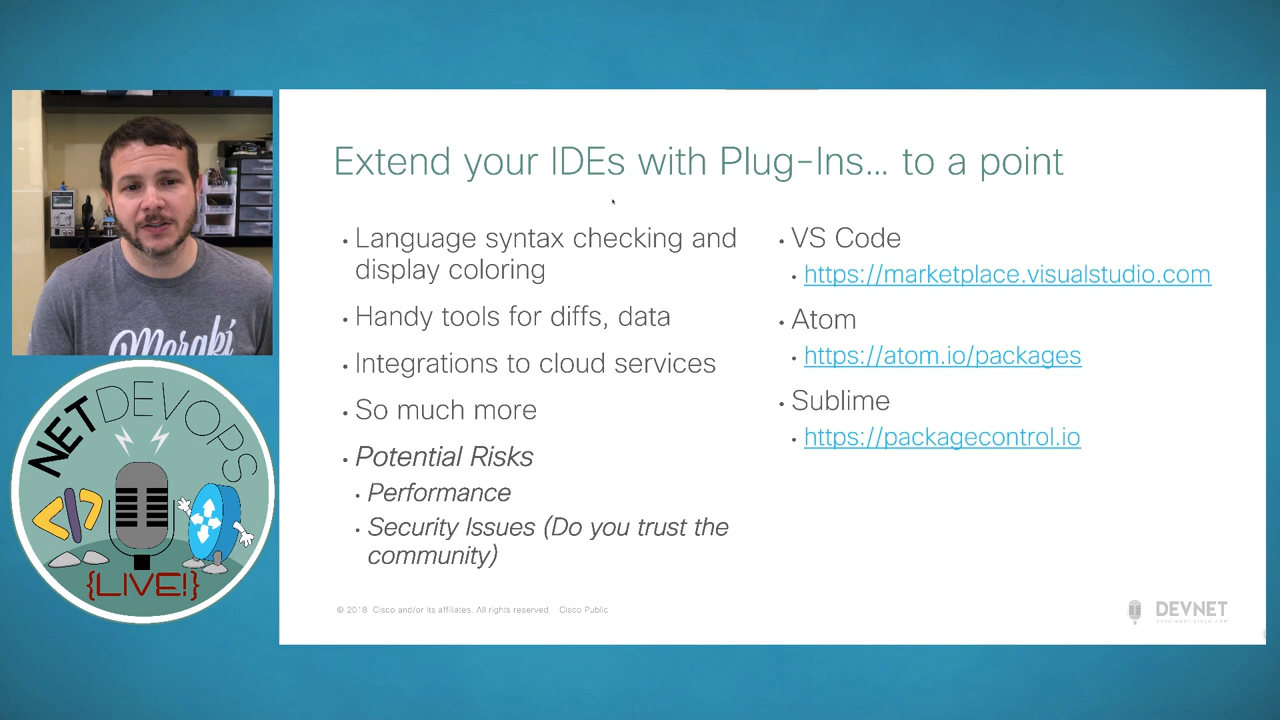 Extend your IDEs with Plug-Ins... to a point
• Language syntax checking and
display coloring
• Handy tools for diffs, data
• Integrations to cloud services
• So much more
• Potential Risks
• Performance
• Security Issues (Do you trust the
community)
• VS Code
• https://marketplace.visualstudio.com
• Atom
• https://atom.io/packages
• Sublime
• https://packagecontrol.io
© 2018 Cisco and/or its affiliates. All rights reserved. Cisco Public
DEVNET
developer.cisco.com
Meraki
NETDEVOPS
</>
{LIVE!}